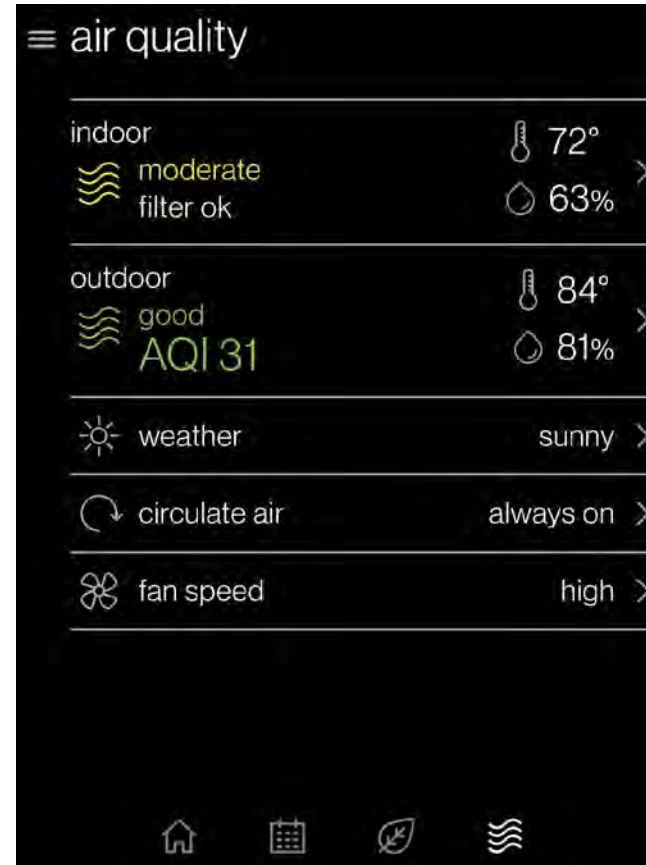 air quality
indoor
moderate
filter ok
72°
63%
outdoor
good
AQI 31
84°
81%
weather sunny
circulate air always on
fan speed high